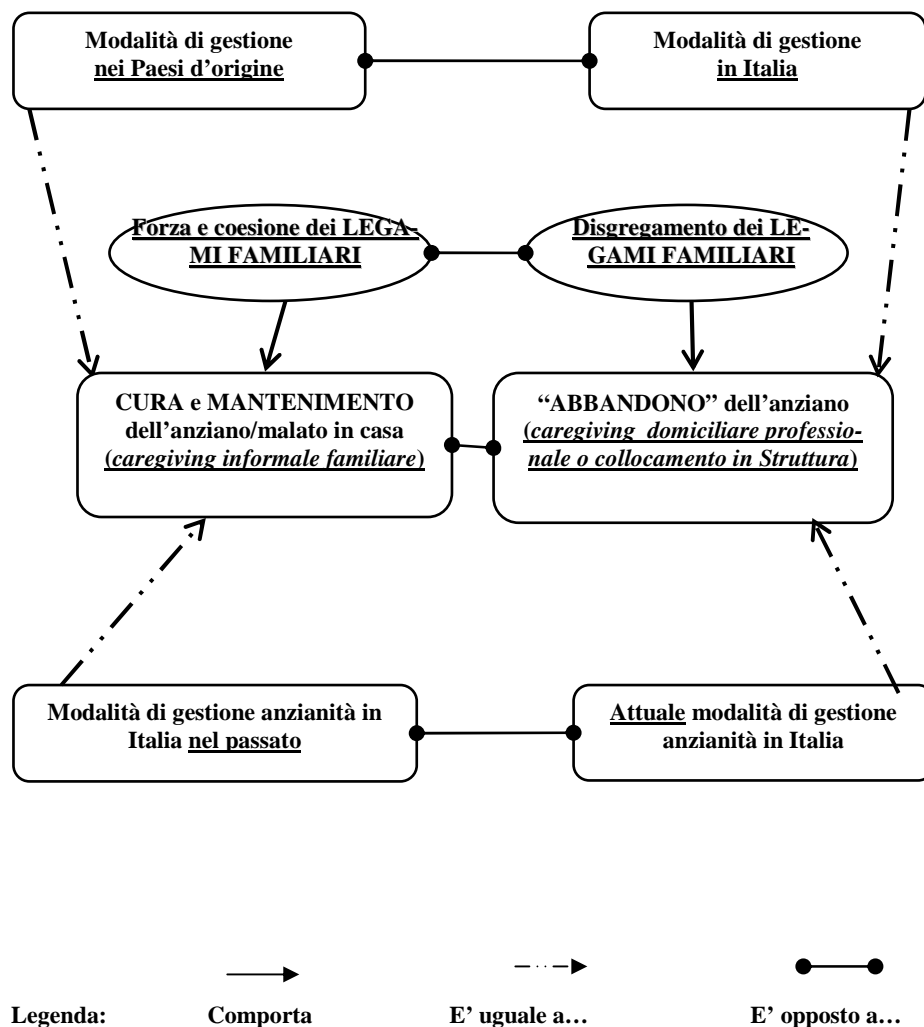 Modalità di gestione
nei Paesi d'origine
Modalità di gestione
in Italia
Forza e coesione dei LEGA-
MI FAMILIARI
Disgregamento dei LE-
GAMI FAMILIARI
CURA e MANTENIMENTO
dell'anziano/malato in casa
(caregiving informale familiare)
“ABBANDONO” dell'anziano
(caregiving domiciliare professio-
nale o collocamento in Struttura)
Modalità di gestione anzianità in
Italia nel passato
Attuale modalità di gestione
anzianità in Italia
Legenda:
Comporta
E' uguale a…
E' opposto a…